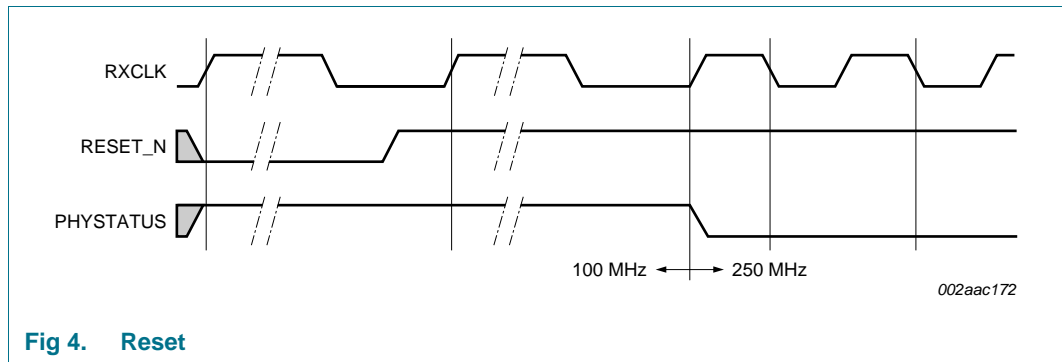 RXCLK
RESET_N
PHYSTATUS
100 MHz 250 MHz
002aac172
Fig 4. Reset